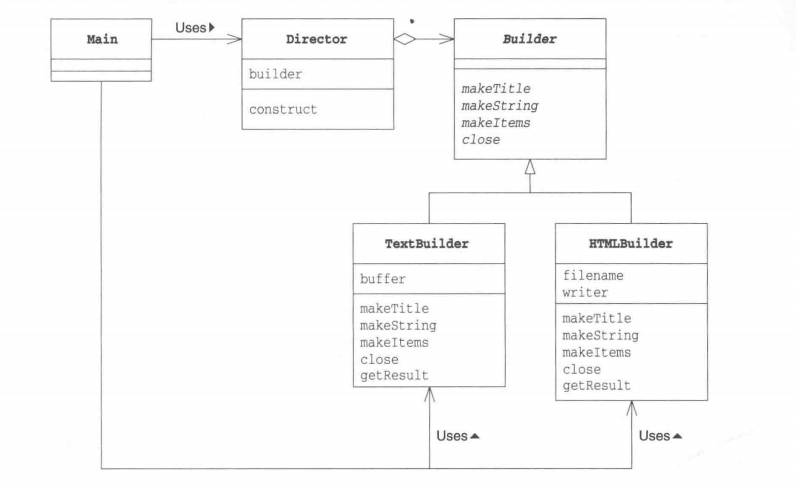 Main
Uses▶
Director
builder
construct
*
Builder
makeTitle
makeString
makeItems
close
TextBuilder
buffer
makeTitle
makeString
makeItems
close
getResult
HTMLBuilder
filename
writer
makeTitle
makeString
makeItems
close
getResult
Uses▲
Uses▲